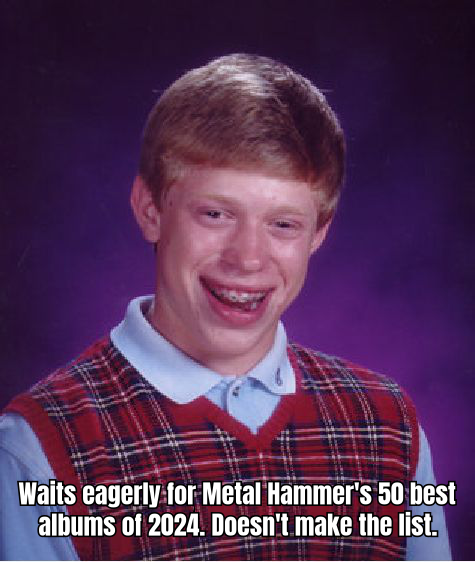 Waits eagerly for Metal Hammer's 50 best
albums of 2024. Doesn't make the list.